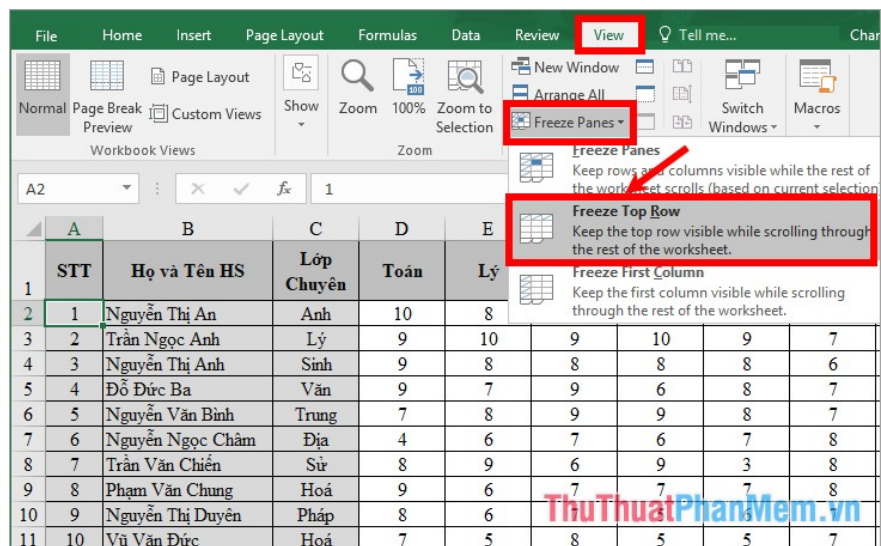 File Home Insert Page Layout Formulas Data Review View Tell me... Char
Normal Page Break Preview Page Layout Custom Views
Show Zoom 100% Zoom to Selection
New Window
Arrange All
Freeze Panes
Switch Windows Macros
Workbook Views Zoom
Freeze Panes
Keep rows and columns visible while the rest of
the worksheet scrolls (based on current selection
Freeze Top Row
Keep the top row visible while scrolling through
the rest of the worksheet.
Freeze First Column
Keep the first column visible while scrolling
through the rest of the worksheet.
A2 fx 1
A B C D E
1 STT Họ và Tên HS Lớp Chuyên Toán Lý
2 1 Nguyễn Thị An Anh 10 8
3 2 Trần Ngọc Anh Lý 9 10 9 10 9 7
4 3 Nguyễn Thị Anh Sinh 9 8 8 8 8 6
5 4 Đỗ Đức Ba Văn 9 7 9 6 8 7
6 5 Nguyễn Văn Bình Trung 7 8 9 9 8 7
7 6 Nguyễn Ngọc Châm Địa 4 6 7 6 7 8
8 7 Trần Văn Chiến Sử 8 9 6 9 3 8
9 8 Phạm Văn Chung Hoá 9 6 7 7 7 8
ThuThuatPhanMem.vn
10 9 Nguyễn Thị Duyên Pháp 8 6
11 10 Vũ Văn Đức Hoá 7 5 8 5 5 7